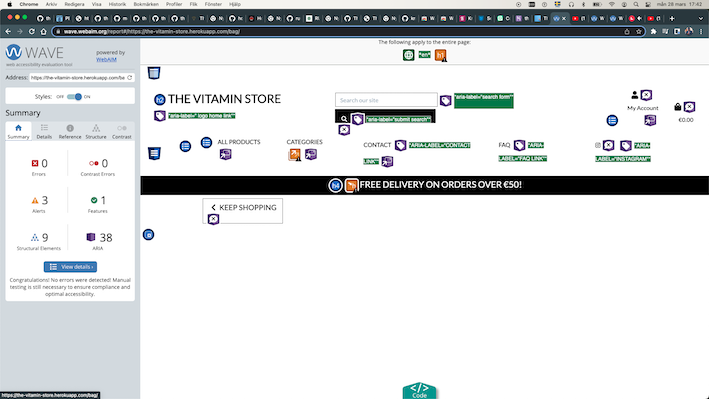 Chrome Arkiv Redigera Visa Historik Bokmärken Profiler Flik Fönster Hjälp
mån 28 mars 17:42
wave.webaim.org/report#/https://the-vitamin-store.herokuapp.com/bag/
WAVE
web accessibility evaluation tool
powered by
WebAIM
Address: https://the-vitamin-store.herokuapp.com/ba
Styles: OFF ON
Summary
Summary Details Reference Structure Contrast
0 Errors
0 Contrast Errors
3 Alerts
1 Features
9 Structural Elements
38 ARIA
View details ›
Congratulations! No errors were detected! Manual
testing is still necessary to ensure compliance and
optimal accessibility.
The following apply to the entire page:
*en* h1
h2 THE VITAMIN STORE
*aria-label=" logo home link"*
Search our site
*aria-label="search form"*
*aria-label="submit search"*
My Account
€0.00
ALL PRODUCTS
CATEGORIES
CONTACT *ARIA-LABEL="CONTACT
LINK"*
FAQ *ARIA-
LABEL="FAQ LINK"*
*ARIA-
LABEL="INSTAGRAM"*
h4 FREE DELIVERY ON ORDERS OVER €50!
KEEP SHOPPING
</> Code
https://the-vitamin-store.herokuapp.com/bag/